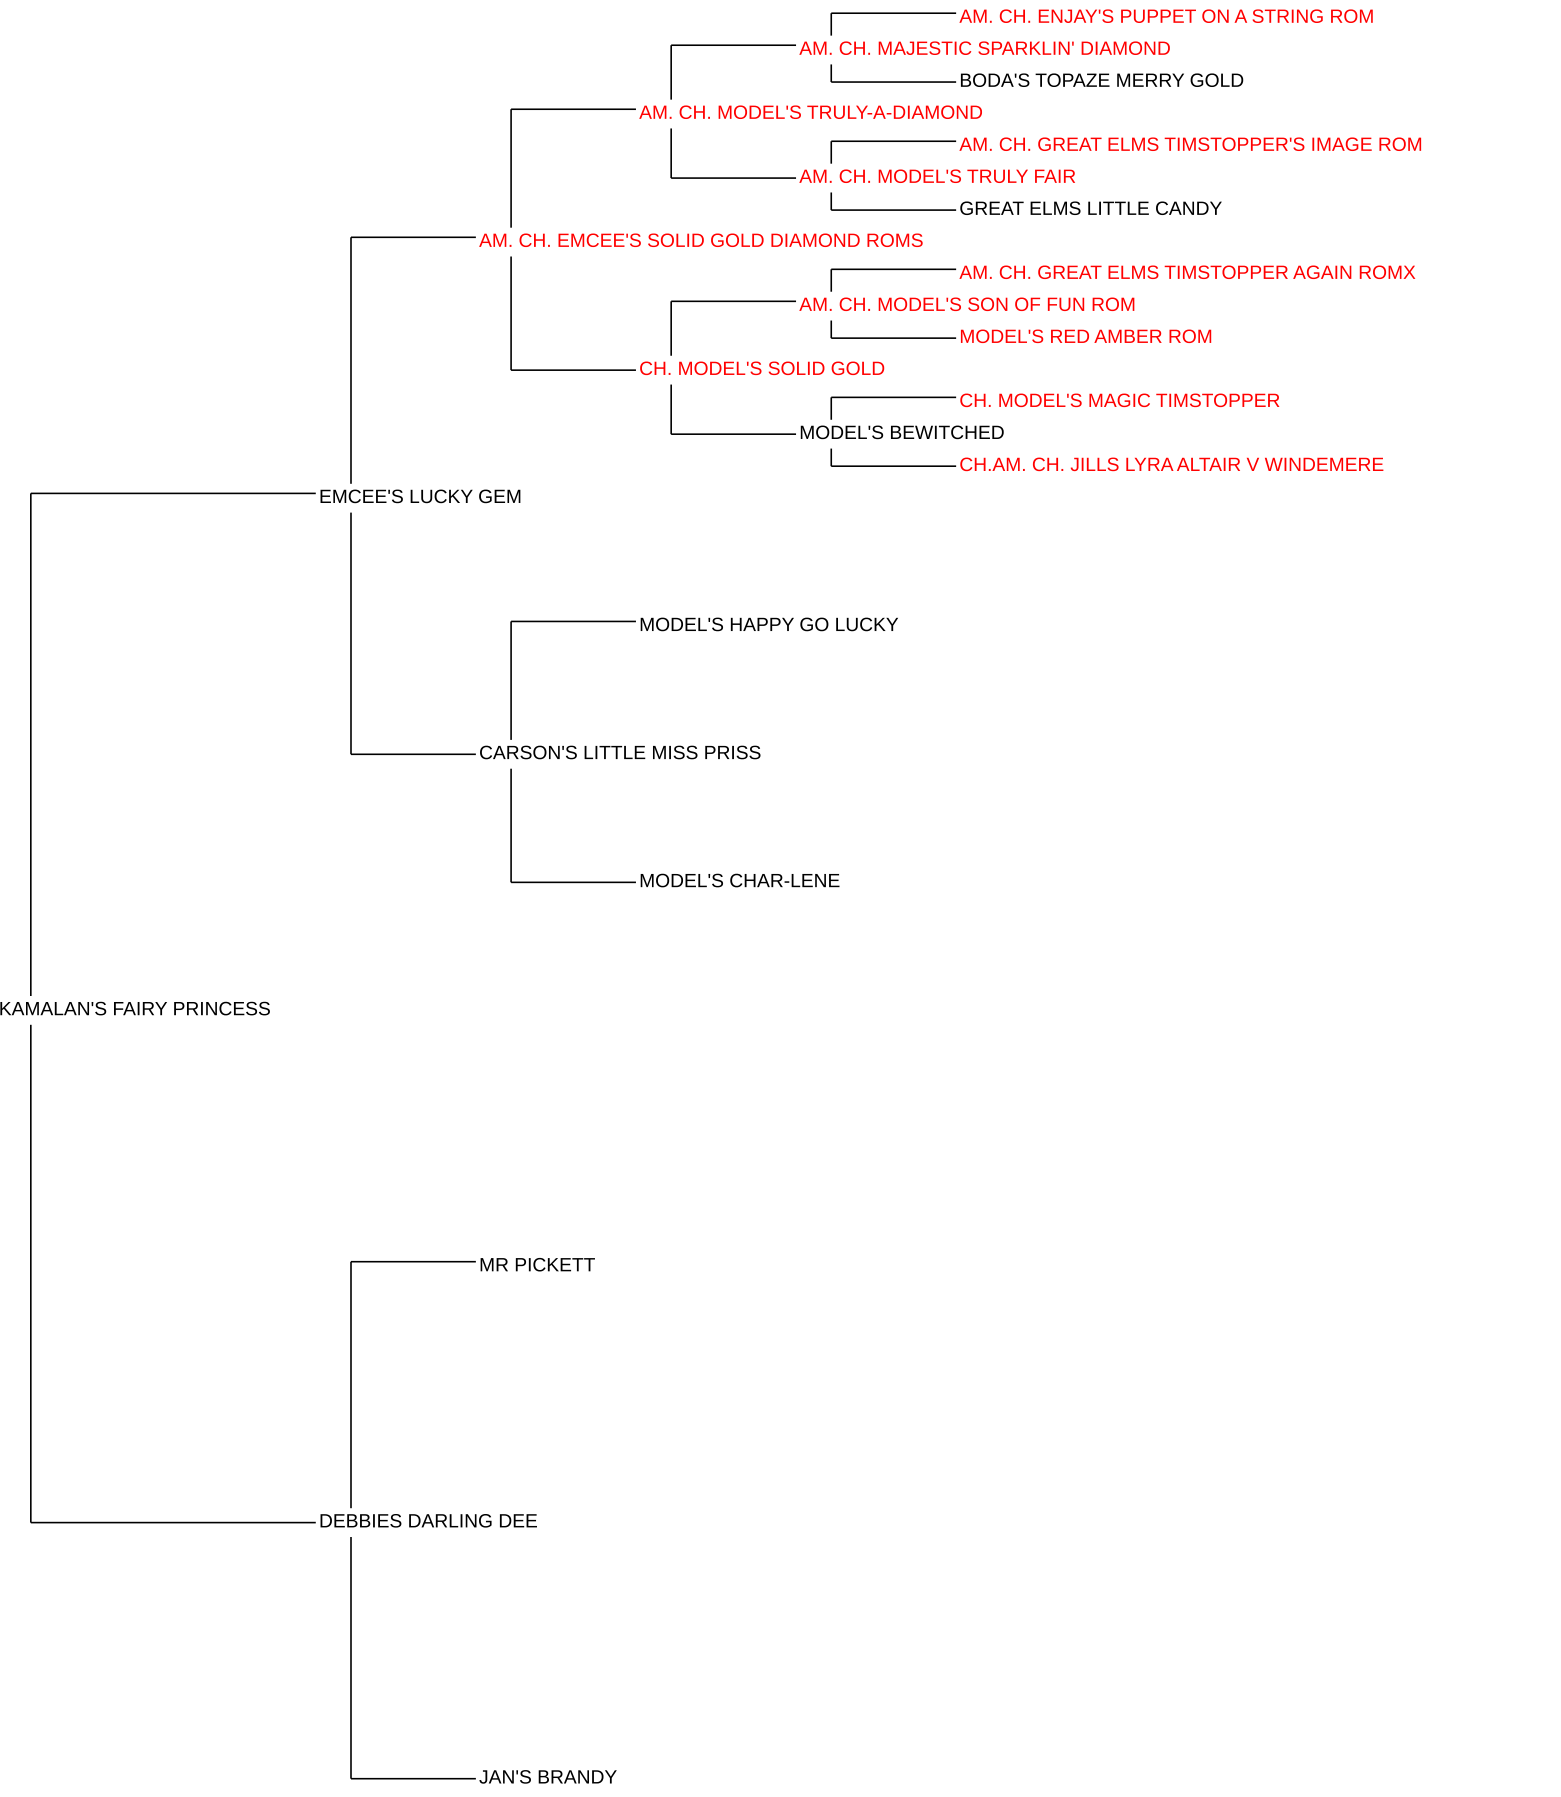 AM. CH. ENJAY'S PUPPET ON A STRING ROM
AM. CH. MAJESTIC SPARKLIN' DIAMOND
BODA'S TOPAZE MERRY GOLD
AM. CH. MODEL'S TRULY-A-DIAMOND
AM. CH. GREAT ELMS TIMSTOPPER'S IMAGE ROM
AM. CH. MODEL'S TRULY FAIR
GREAT ELMS LITTLE CANDY
AM. CH. EMCEE'S SOLID GOLD DIAMOND ROMS
AM. CH. GREAT ELMS TIMSTOPPER AGAIN ROMX
AM. CH. MODEL'S SON OF FUN ROM
MODEL'S RED AMBER ROM
CH. MODEL'S SOLID GOLD
CH. MODEL'S MAGIC TIMSTOPPER
MODEL'S BEWITCHED
CH.AM. CH. JILLS LYRA ALTAIR V WINDEMERE
EMCEE'S LUCKY GEM
MODEL'S HAPPY GO LUCKY
CARSON'S LITTLE MISS PRISS
MODEL'S CHAR-LENE
KAMALAN'S FAIRY PRINCESS
MR PICKETT
DEBBIES DARLING DEE
JAN'S BRANDY